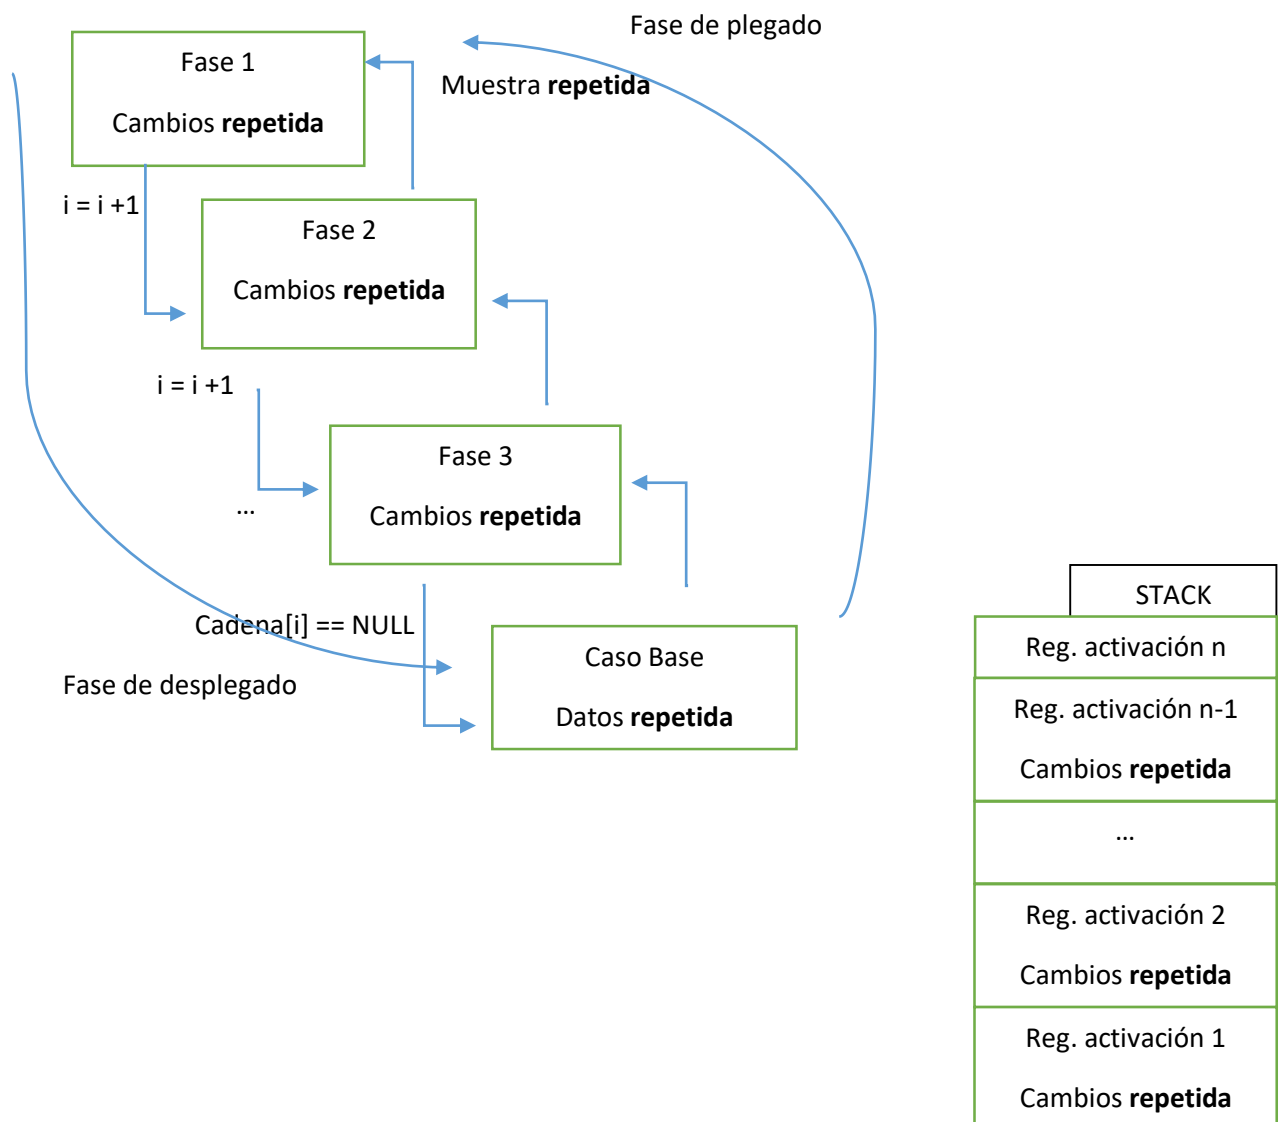 Fase de plegado
Fase 1
Muestra repetida
Cambios repetida
i = i +1
Fase 2
Cambios repetida
i = i +1
Fase 3
...
Cambios repetida
Cadena[i] == NULL
Caso Base
Fase de desplegado
Datos repetida
STACK
Reg. activación n
Reg. activación n-1
Cambios repetida
...
Reg. activación 2
Cambios repetida
Reg. activación 1
Cambios repetida